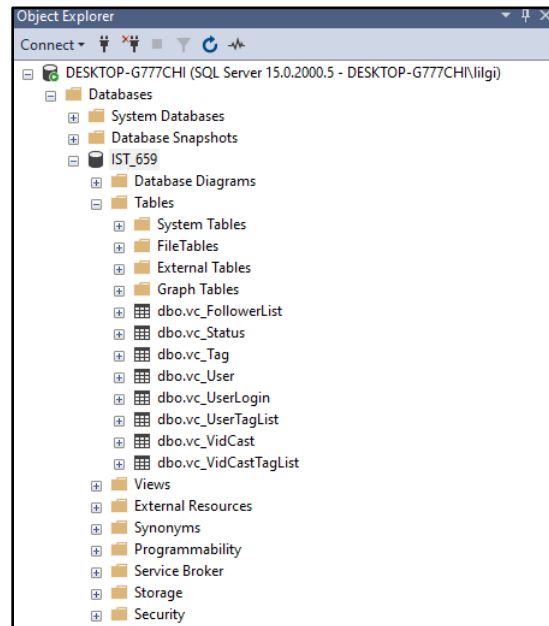 Object Explorer
Connect
DESKTOP-G777CHI (SQL Server 15.0.2000.5 - DESKTOP-G777CHI\lilgi)
Databases
System Databases
Database Snapshots
IST_659
Database Diagrams
Tables
System Tables
FileTables
External Tables
Graph Tables
dbo.vc_FollowerList
dbo.vc_Status
dbo.vc_Tag
dbo.vc_User
dbo.vc_UserLogin
dbo.vc_UserTagList
dbo.vc_VidCast
dbo.vc_VidCastTagList
Views
External Resources
Synonyms
Programmability
Service Broker
Storage
Security